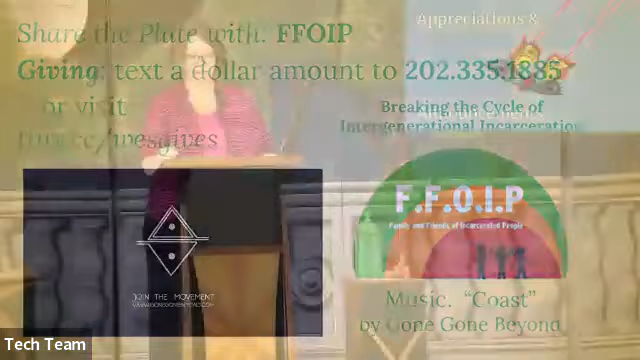 Share the Plate with: FFOIP
Giving: text a dollar amount to 202.335.1885
or visit
Appreciations &
Breaking the Cycle of
Intergenerational Incarceration
F.F.O.I.P
Family and Friends of Incarcerated People
JOIN THE MOVEMENT
Music. “Coast”
by Gone Gone Beyond
Tech Team